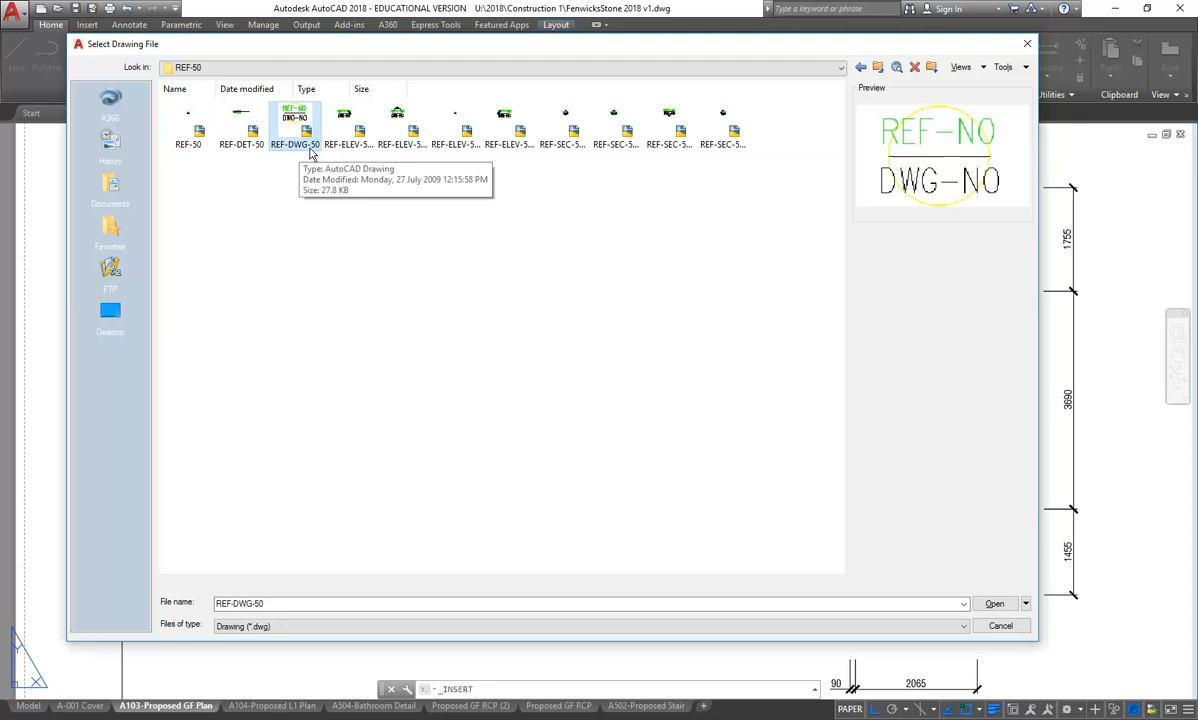 Autodesk AutoCAD 2018 - EDUCATIONAL VERSION U:\2018\Construction 1\FenwicksStone 2018 v1.dwg
Type a keyword or phrase
Sign In
Home Insert Annotate Parametric View Manage Output Add-ins A360 Express Tools Featured Apps Layout
Select Drawing File
Look in:
REF-50
Views
Tools
Name
Date modified
Type
Size
Preview
Line
Polyline
Paste
Base
Utilities
Clipboard
View
Start
A360
History
Documents
Favorites
FTP
Desktop
REF-NO
DWG-NO
REF-50
REF-DET-50
REF-DWG-50
REF-ELEV-5...
REF-ELEV-5...
REF-ELEV-5...
REF-ELEV-5...
REF-SEC-5...
REF-SEC-5...
REF-SEC-5...
REF-SEC-5...
Type: AutoCAD Drawing
Date Modified: Monday, 27 July 2009 12:15:58 PM
Size: 27.8 KB
REF-NO
DWG-NO
1755
3690
1455
File name:
REF-DWG-50
Open
Files of type:
Drawing (*.dwg)
Cancel
Y
X
_INSERT
90
2065
Model
A-001 Cover
A103-Proposed GF Plan
A104-Proposed L1 Plan
A504-Bathroom Detail
Proposed GF RCP (2)
Proposed GF RCP
A502-Proposed Stair
PAPER